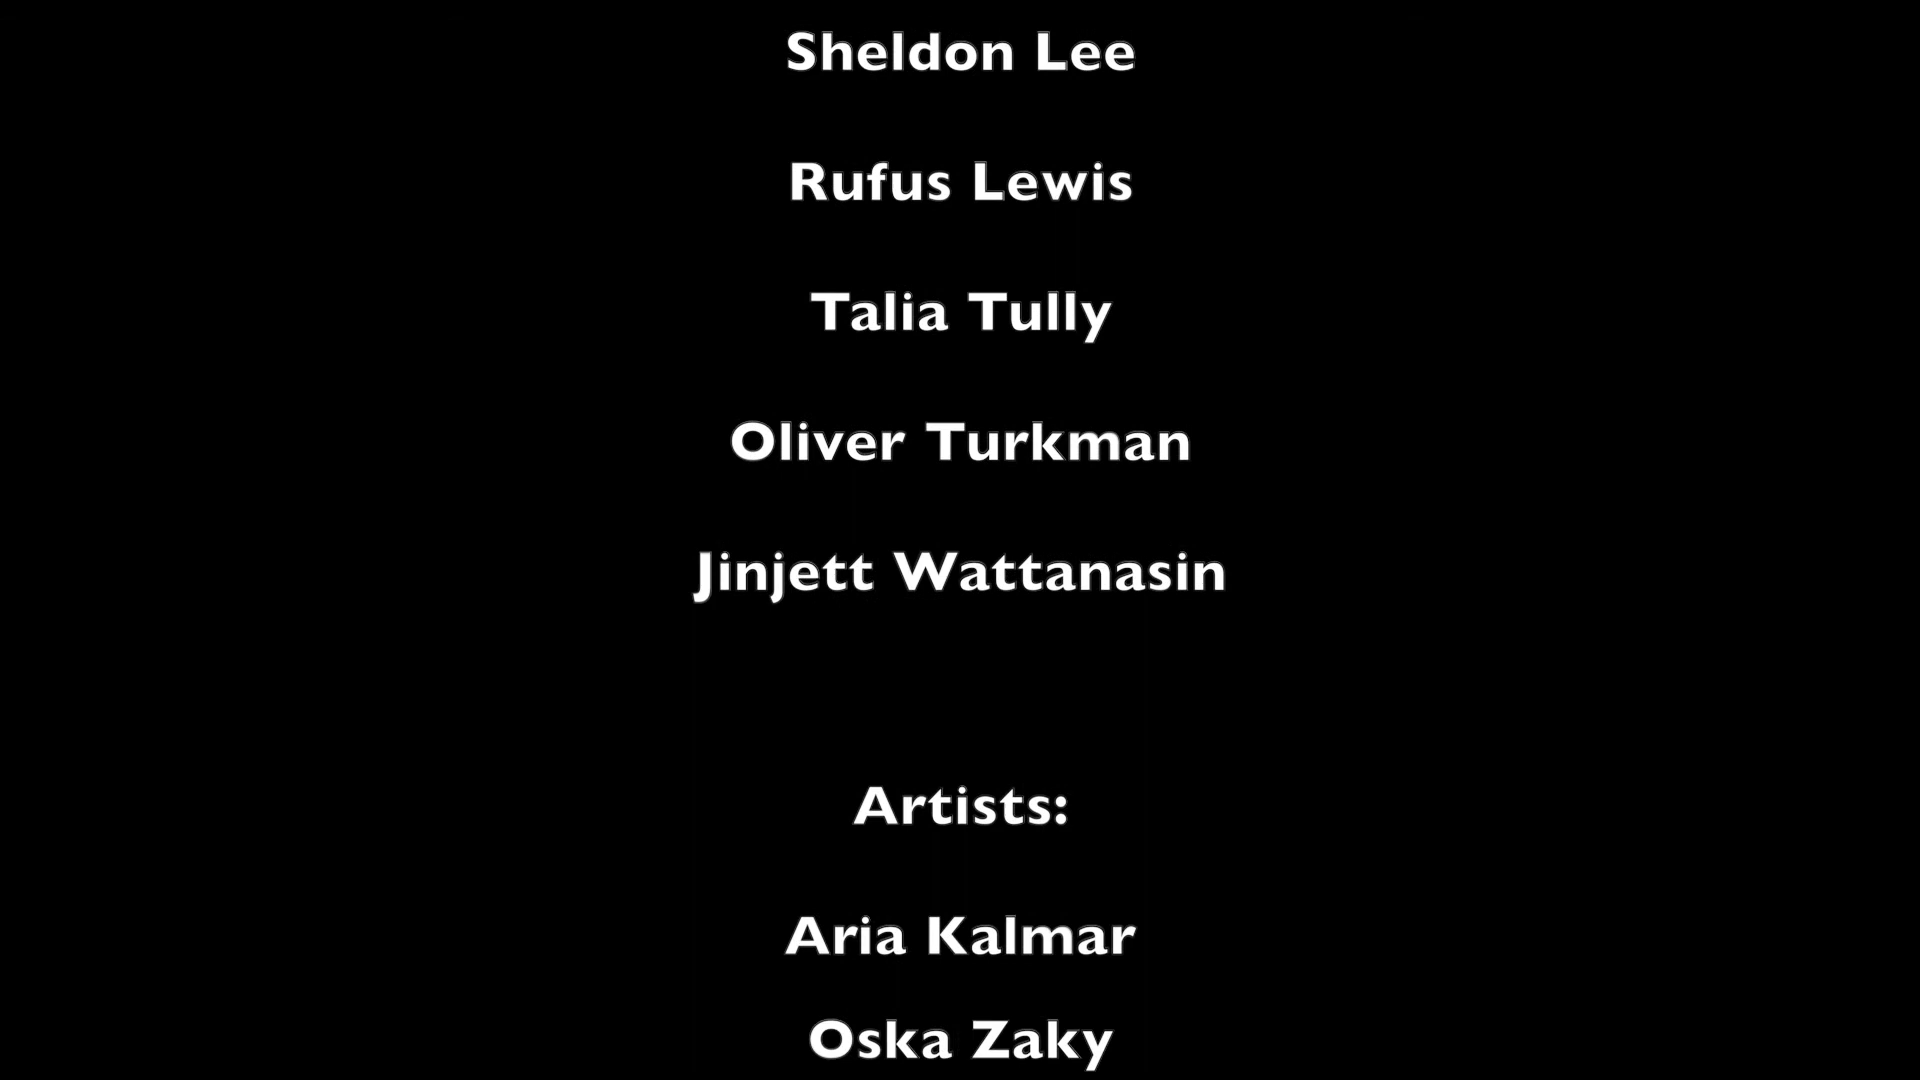 Sheldon Lee
Rufus Lewis
Talia Tully
Oliver Turkman
Jinjett Wattanasin
Artists:
Aria Kalmar
Oska Zaky